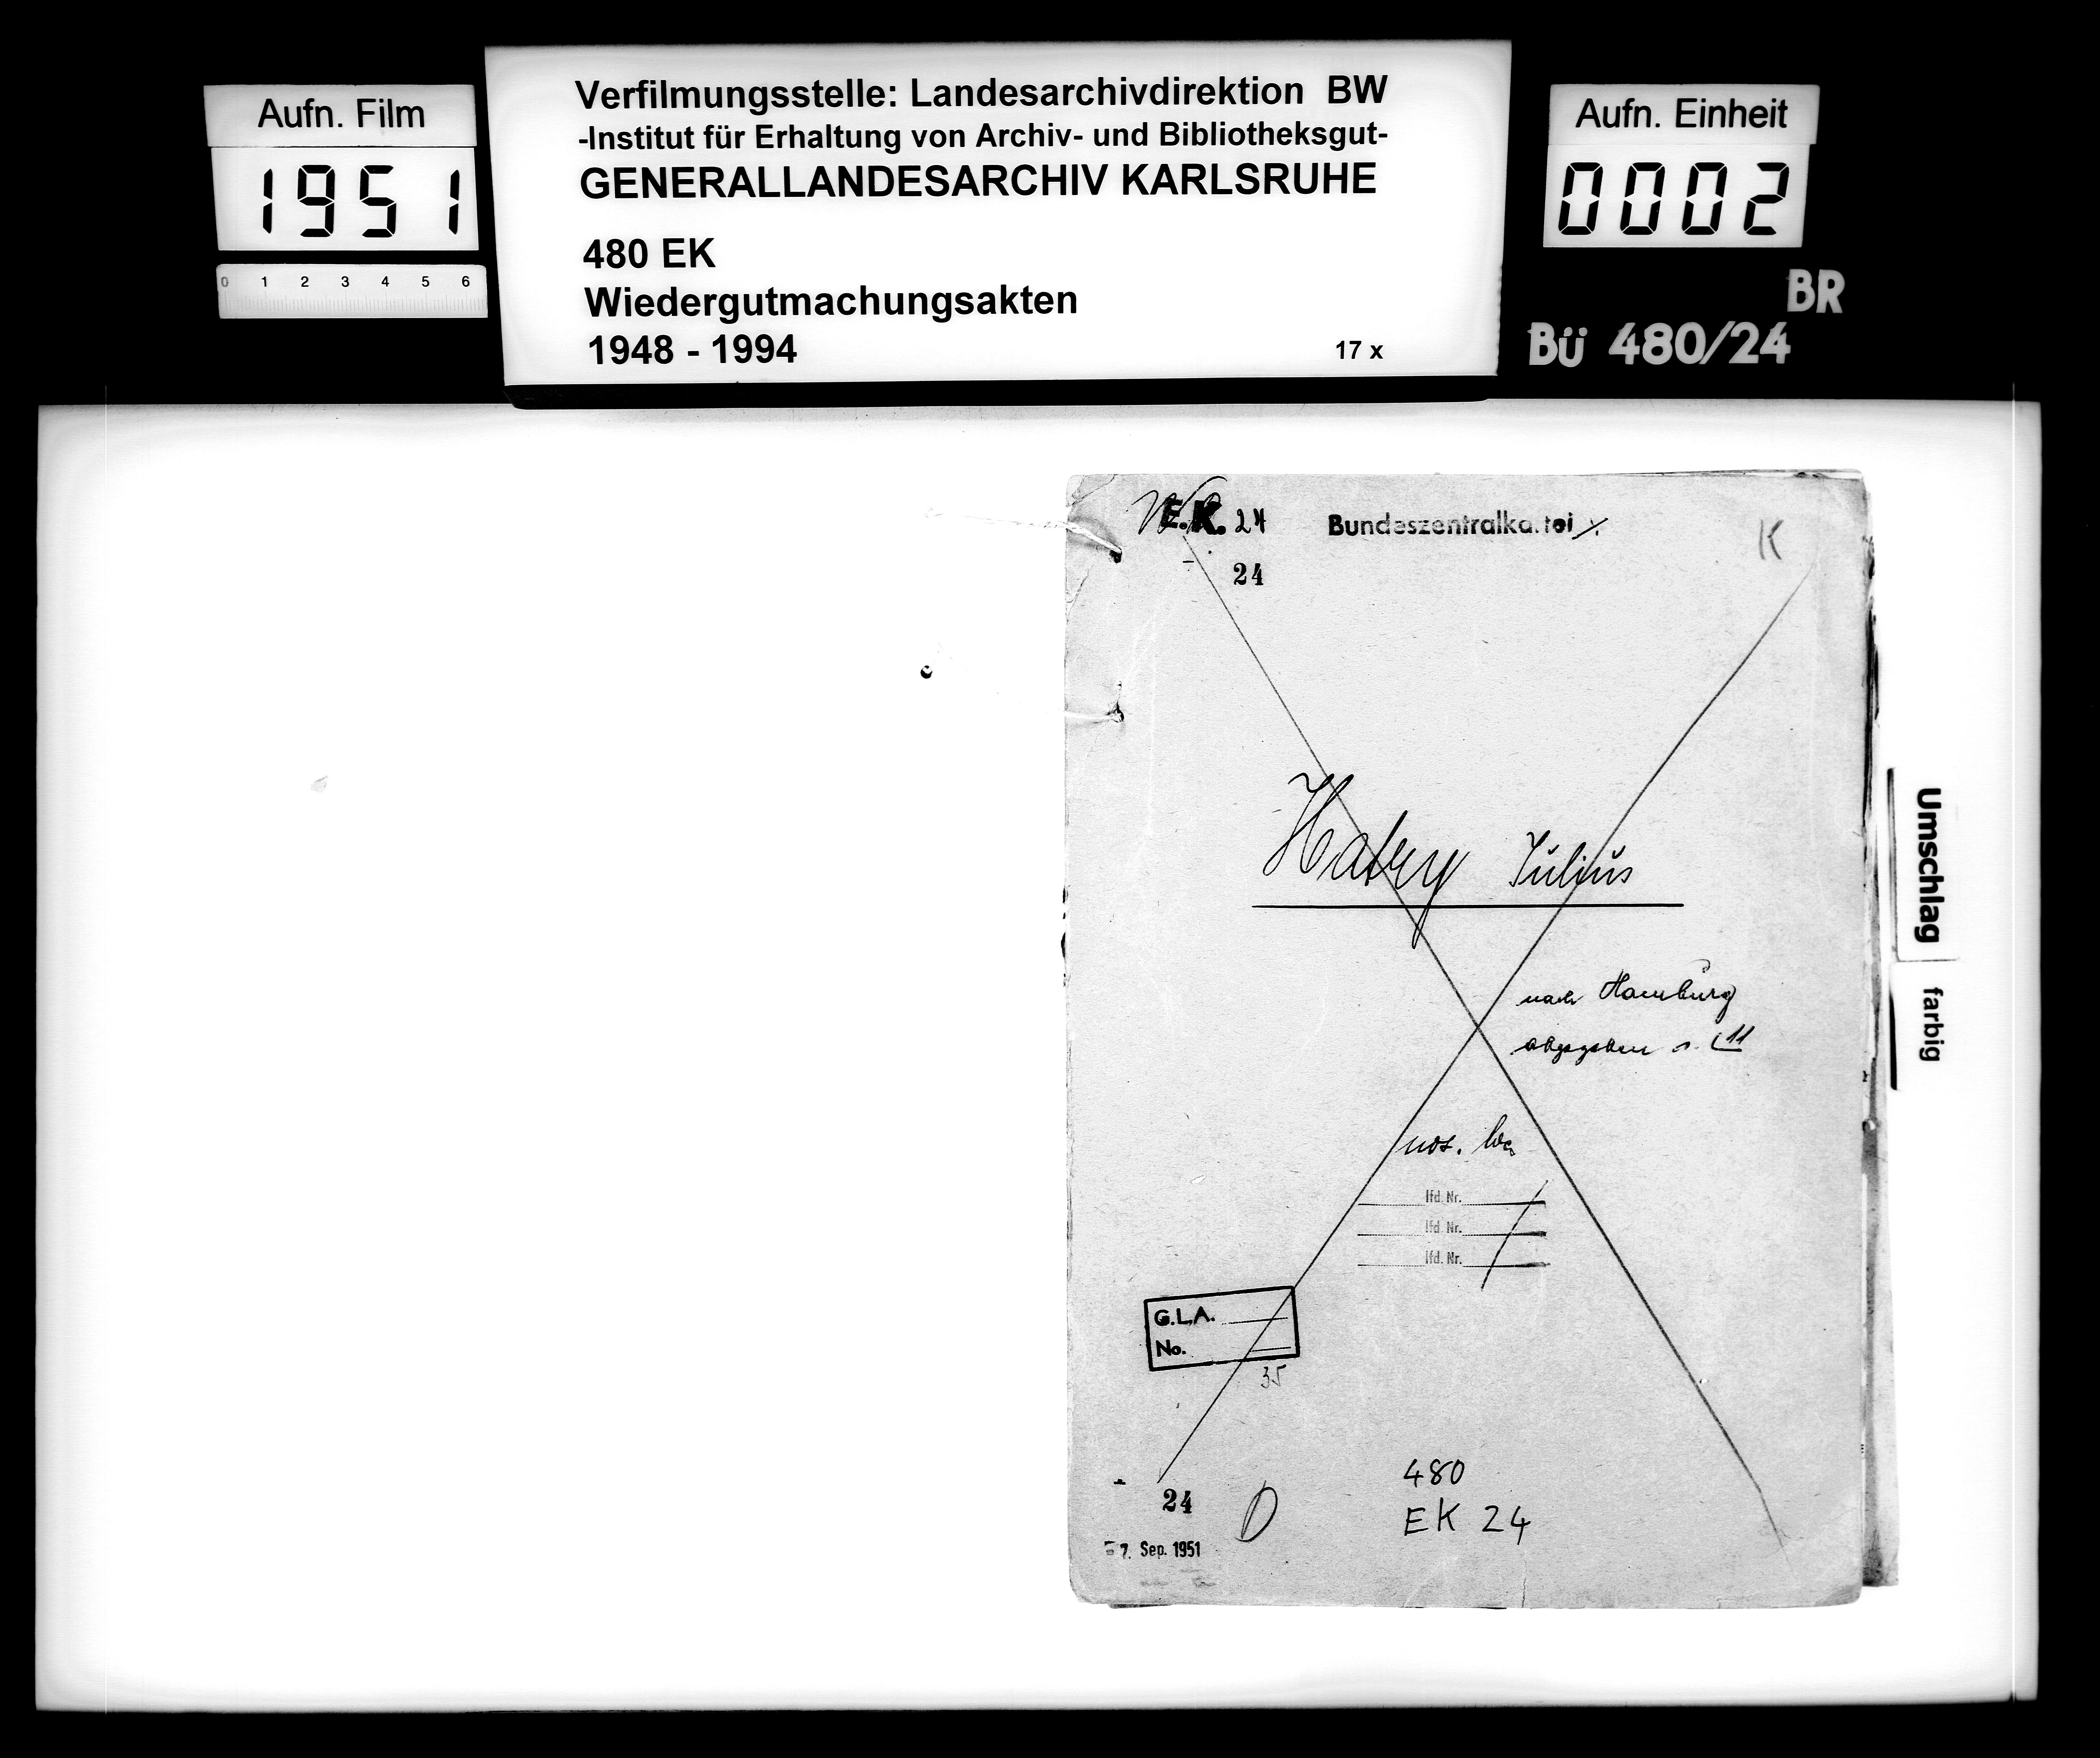 Aufn. Film
1951
0 1 2 3 4 5 6
Verfilmungsstelle: Landesarchivdirektion BW
-Institut für Erhaltung von Archiv- und Bibliotheksgut-
GENERALLANDESARCHIV KARLSRUHE
480 EK
Wiedergutmachungsakten
1948 - 1994
17 x
Aufn. Einheit
0002
BR
Bü 480/24
E.K. 24
24
Bundeszentralkartei
K
Hatry Julius
nach Hamburg
abgegeben s. 11
lfd. Nr.
lfd. Nr.
lfd. Nr.
G.L.A.
No.
35
480
EK 24
24
7. Sep. 1951
Umschlag
farbig